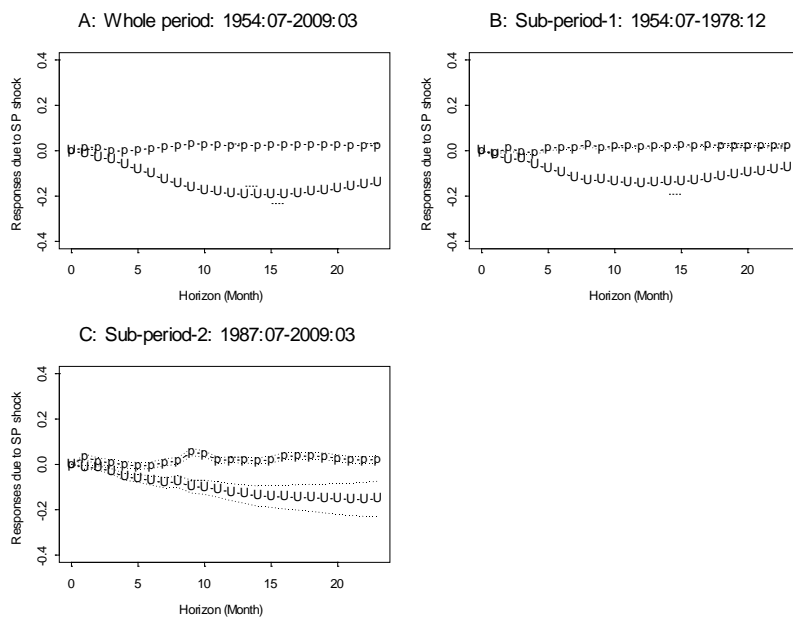 A: Whole period: 1954:07-2009:03
B: Sub-period-1: 1954:07-1978:12
Responses due to SP shock
0.4
0.2
0.0
-0.2
-0.4
p p p p p p p p p p p p p p p p p p p p p p p p
U U U U U U U U U U U U U U U U U U U U U U U U
0 5 10 15 20
Horizon (Month)
Responses due to SP shock
0.4
0.2
0.0
-0.2
-0.4
p p p p p p p p p p p p p p p p p p p p p p p p
U U U U U U U U U U U U U U U U U U U U U U U U
0 5 10 15 20
Horizon (Month)
C: Sub-period-2: 1987:07-2009:03
Responses due to SP shock
0.4
0.2
0.0
-0.2
-0.4
p p p p p p p p p p p p p p p p p p p p p p p p
U U U U U U U U U U U U U U U U U U U U U U U U
0 5 10 15 20
Horizon (Month)